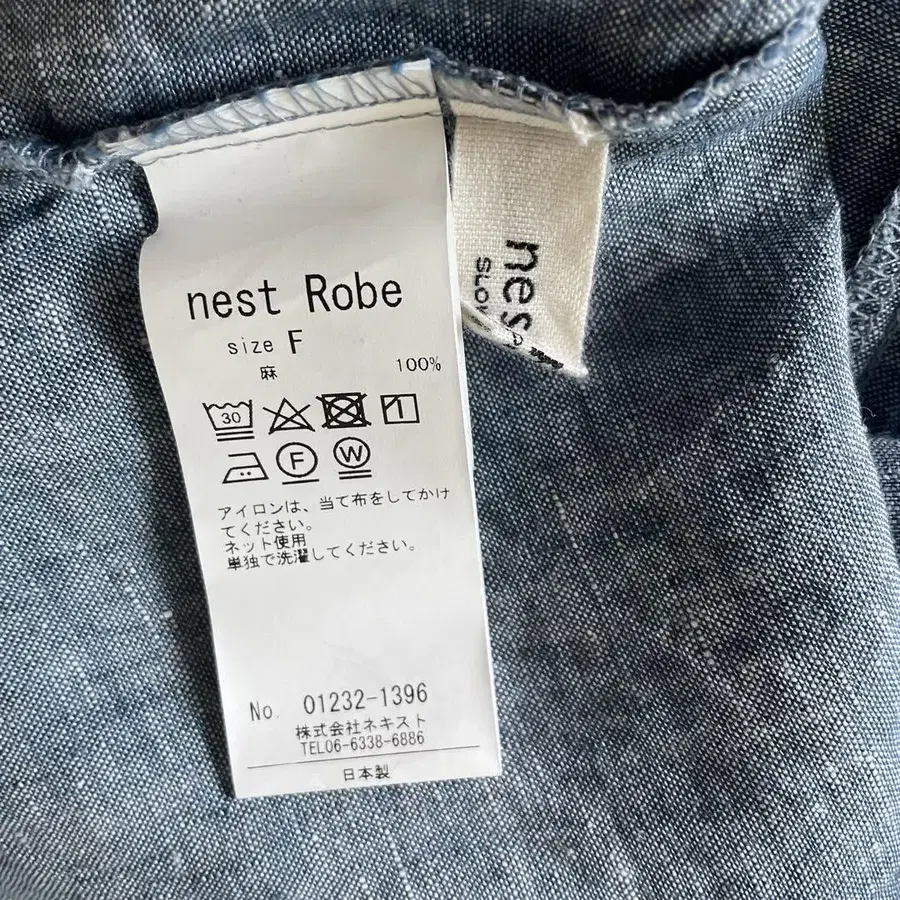 nest Robe
size F
麻 100%
30
F W
アイロンは、当て布をしてかけ
てください。
ネット使用
単独で洗濯してください。
No. 01232-1396
株式会社ネキスト
TEL06-6338-6886
日本製
nes
SLO